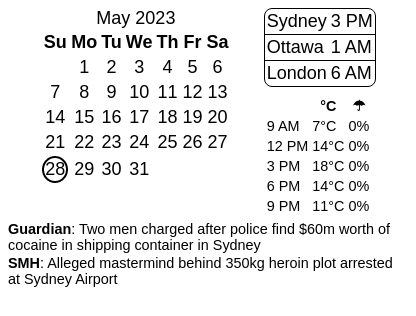 May 2023
Su Mo Tu We Th Fr Sa
1 2 3 4 5 6
7 8 9 10 11 12 13
14 15 16 17 18 19 20
21 22 23 24 25 26 27
28 29 30 31
Sydney 3 PM
Ottawa 1 AM
London 6 AM
°C ☂
9 AM 7°C 0%
12 PM 14°C 0%
3 PM 18°C 0%
6 PM 14°C 0%
9 PM 11°C 0%
Guardian: Two men charged after police find $60m worth of
cocaine in shipping container in Sydney
SMH: Alleged mastermind behind 350kg heroin plot arrested
at Sydney Airport